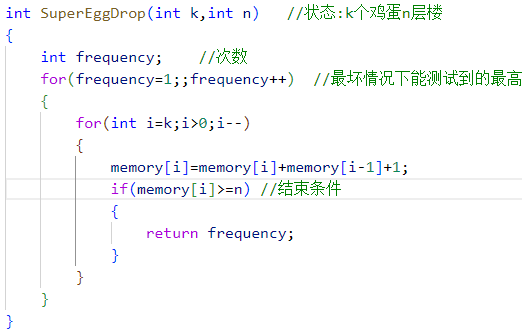 int SuperEggDrop(int k,int n)   //状态:k个鸡蛋n层楼
{
    int frequency;    //次数
    for(frequency=1;;frequency++)  //最坏情况下能测试到的最高
    {
        for(int i=k;i>0;i--)
        {
            memory[i]=memory[i]+memory[i-1]+1;
            if(memory[i]>=n) //结束条件
            {
                return frequency;
            }
        }
    }
}